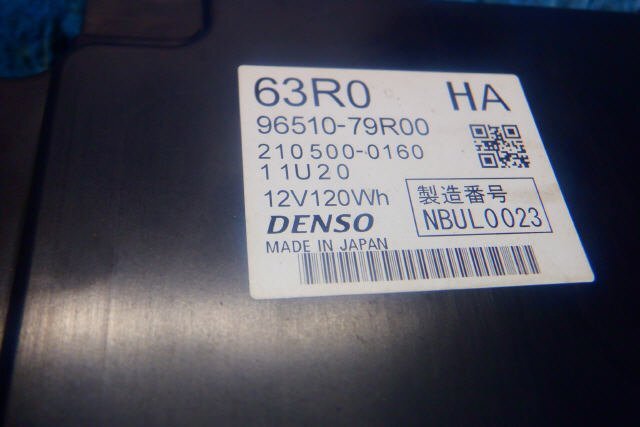 63R0 HA
96510-79R00
210500-0160
11U20
12V120Wh
製造番号
NBUL0023
DENSO
MADE IN JAPAN